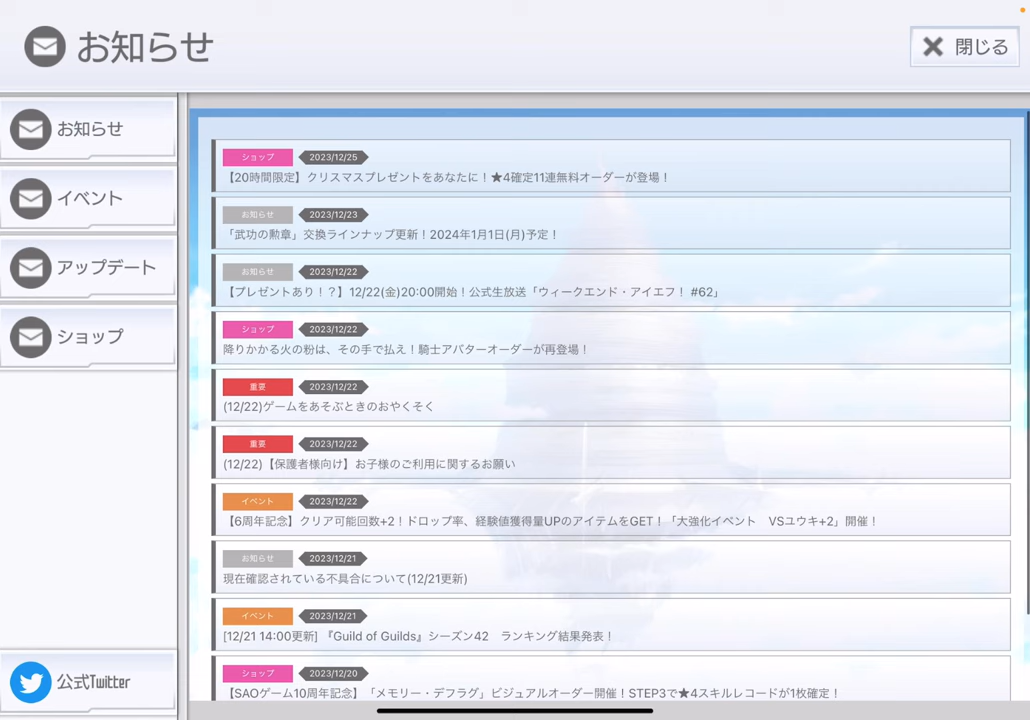 お知らせ
閉じる
お知らせ
イベント
アップデート
ショップ
公式Twitter
ショップ 2023/12/25
【20時間限定】クリスマスプレゼントをあなたに！★4確定11連無料オーダーが登場！
お知らせ 2023/12/23
「武功の勲章」交換ラインナップ更新！2024年1月1日(月)予定！
お知らせ 2023/12/22
【プレゼントあり！？】12/22(金)20:00開始！公式生放送「ウィークエンド・アイエフ！ #62」
ショップ 2023/12/22
降りかかる火の粉は、その手で払え！騎士アバターオーダーが再登場！
重要 2023/12/22
(12/22)ゲームをあそぶときのおやくそく
重要 2023/12/22
(12/22)【保護者様向け】お子様のご利用に関するお願い
イベント 2023/12/22
【6周年記念】クリア可能回数+2！ドロップ率、経験値獲得量UPのアイテムをGET！「大強化イベント　VSユウキ+2」開催！
お知らせ 2023/12/21
現在確認されている不具合について(12/21更新)
イベント 2023/12/21
[12/21 14:00更新] 『Guild of Guilds』シーズン42　ランキング結果発表！
ショップ 2023/12/20
【SAOゲーム10周年記念】「メモリー・デフラグ」ビジュアルオーダー開催！STEP3で★4スキルレコードが1枚確定！